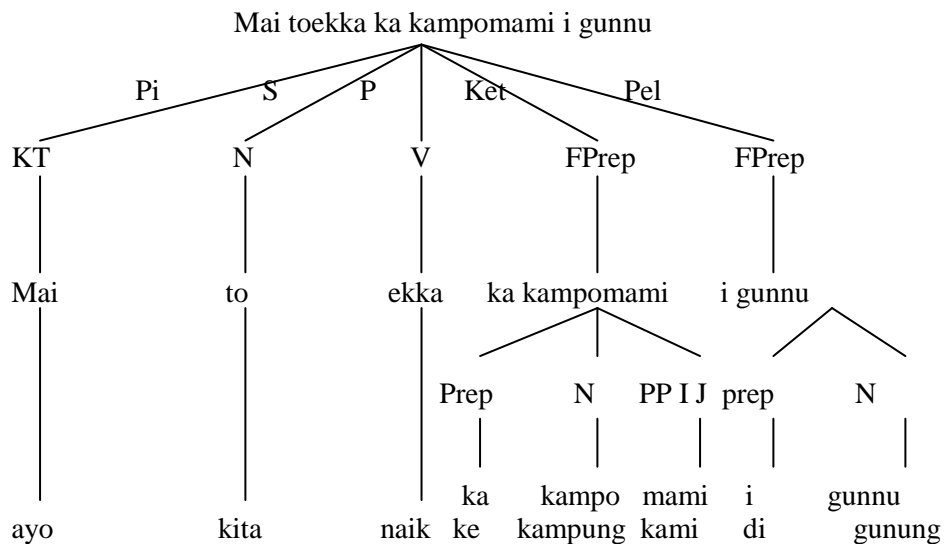 Mai toekka ka kampomami i gunnu
Pi S P Ket Pel
KT N V FPrep FPrep
Mai to ekka ka kampomami i gunnu
Prep N PP I J prep N
ka kampo mami i gunnu
ayo kita naik ke kampung kami di gunung